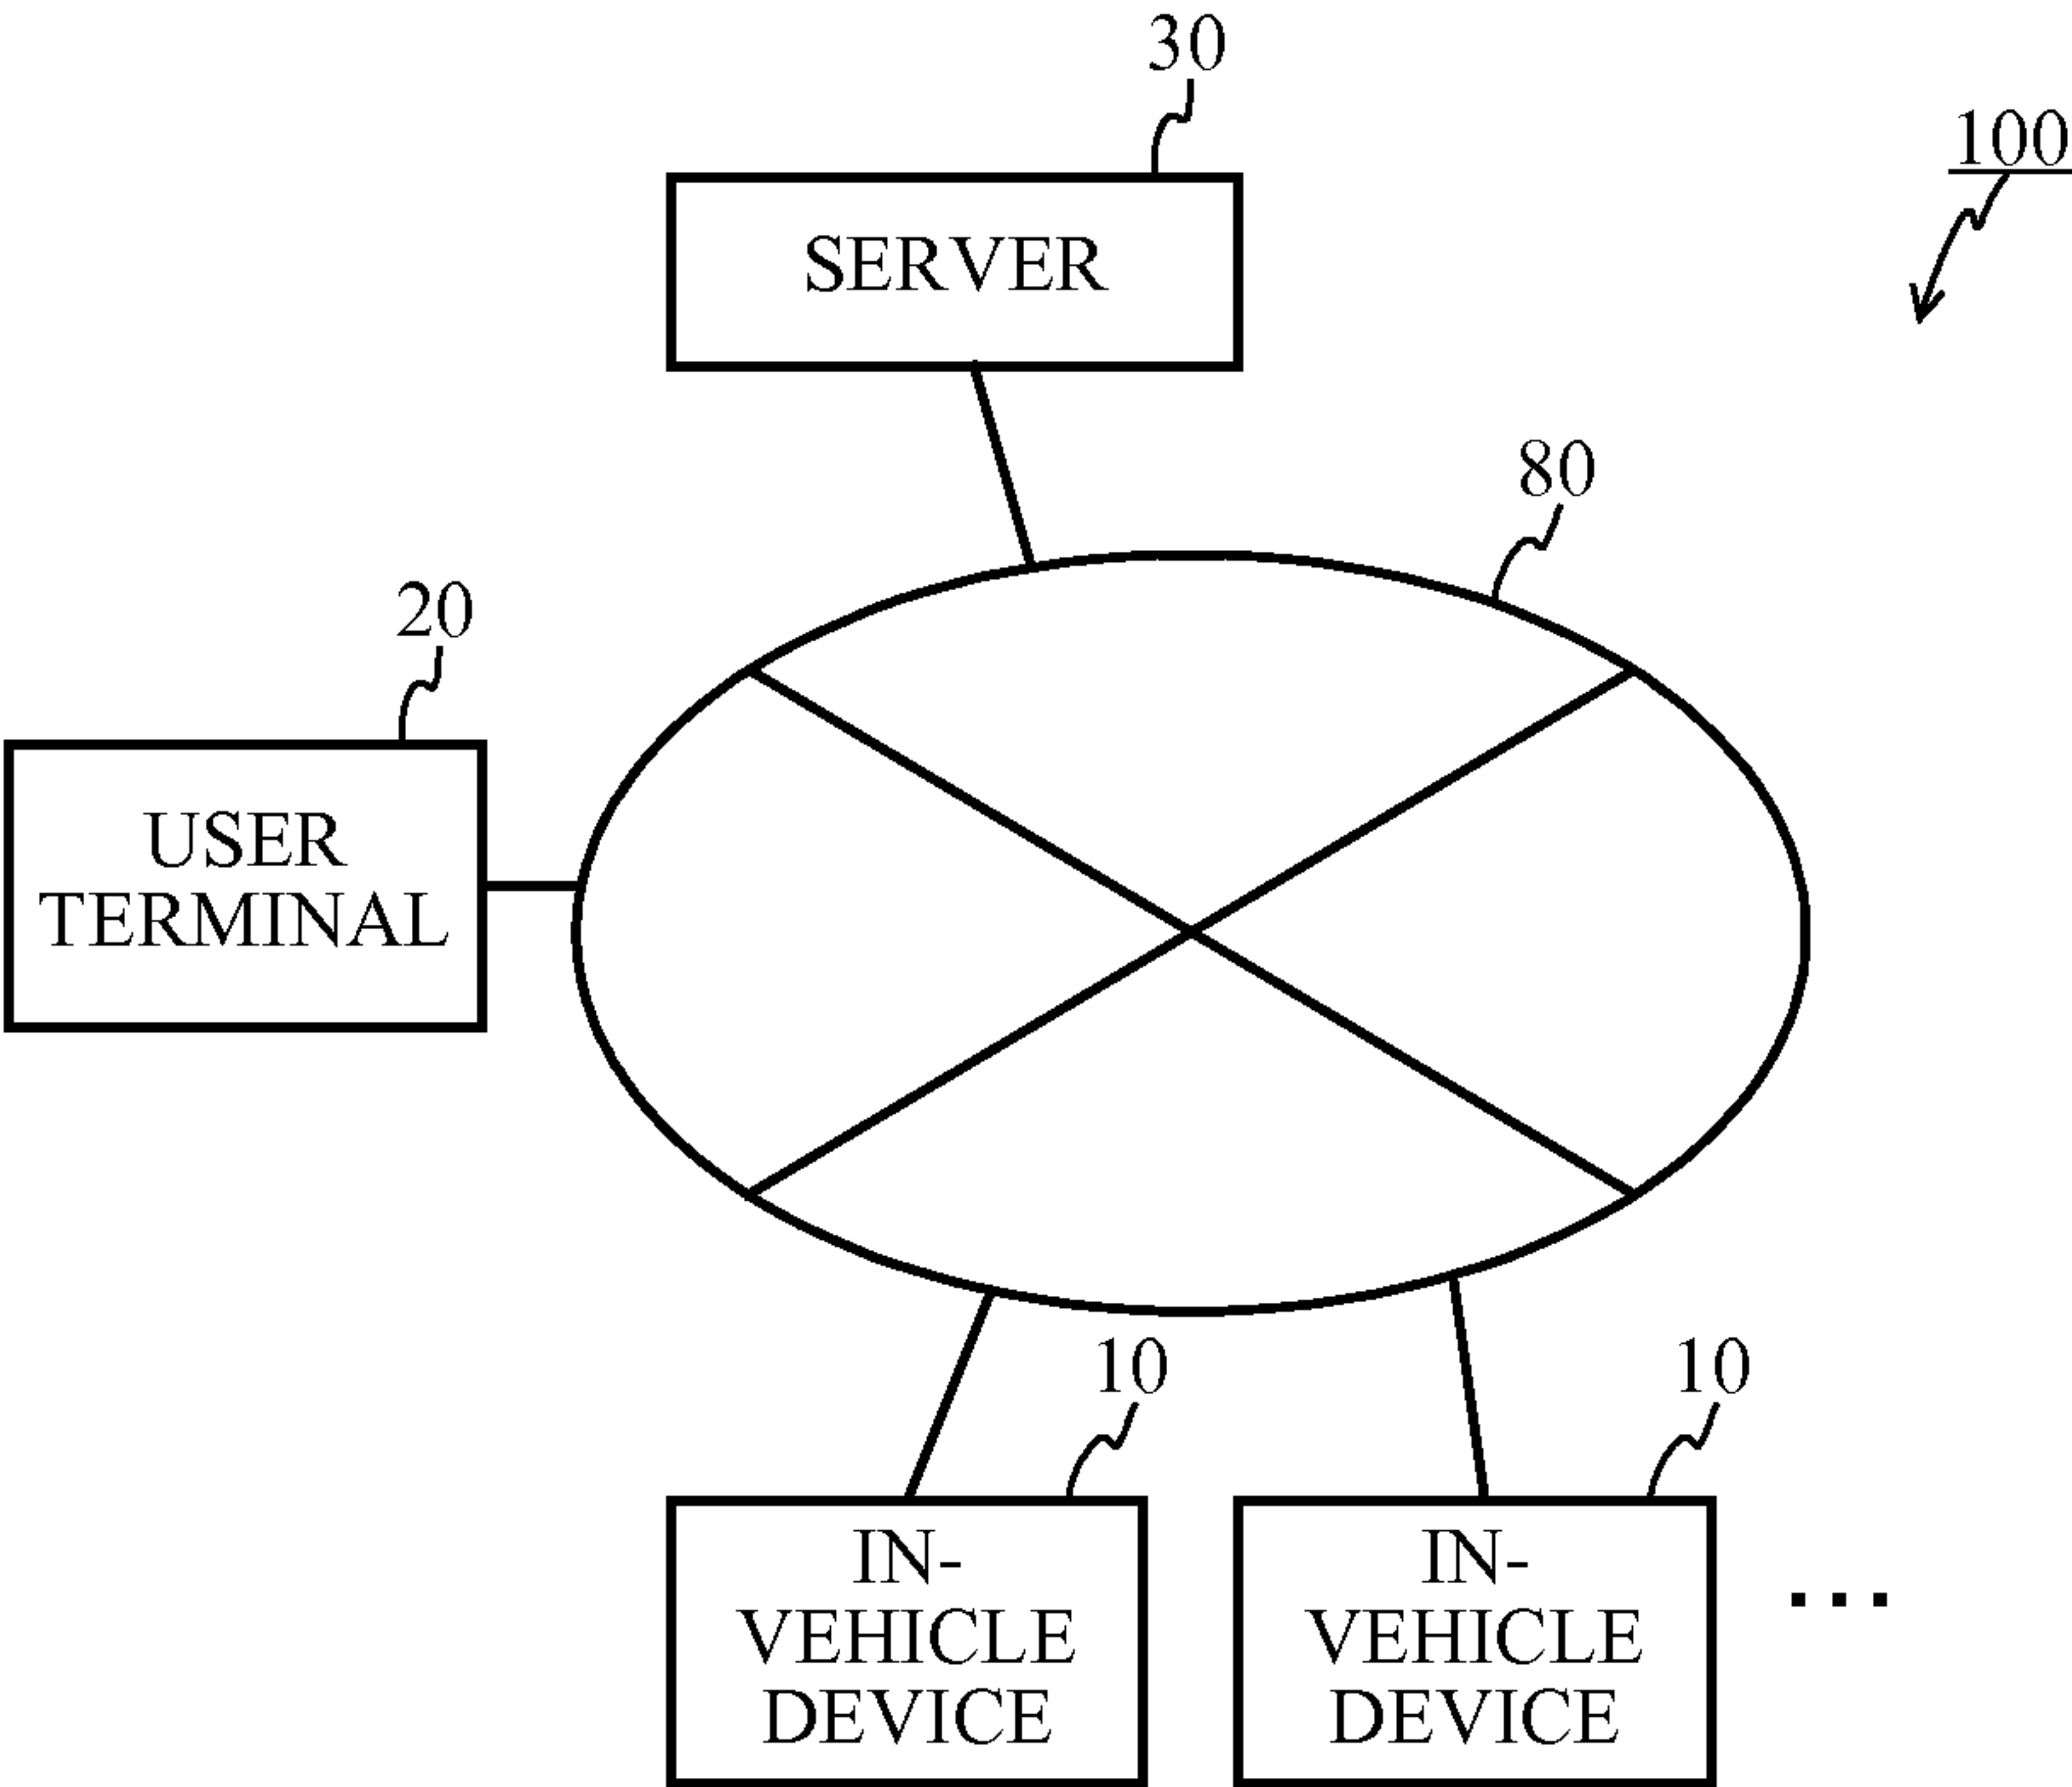 30
100
SERVER
80
20
USER
TERMINAL
10
10
IN-
VEHICLE
DEVICE
IN-
VEHICLE
DEVICE
...